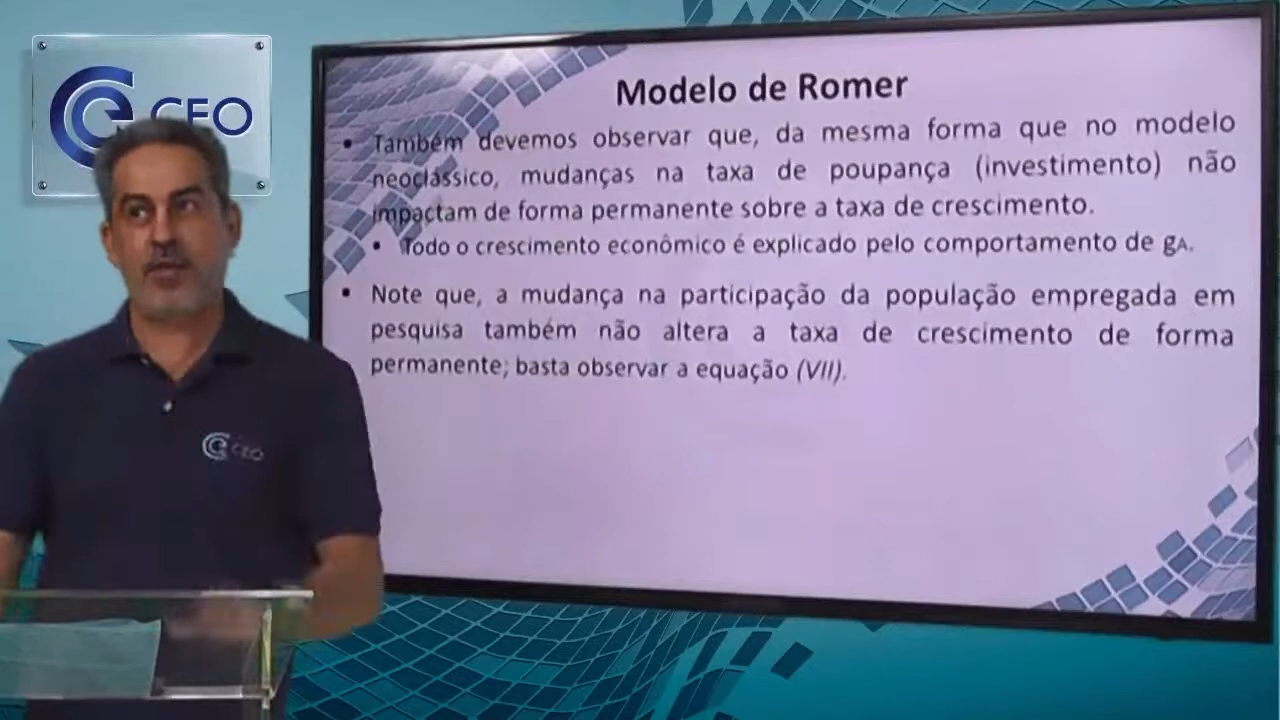 CEO
Modelo de Romer
• Também devemos observar que, da mesma forma que no modelo
neoclássico, mudanças na taxa de poupança (investimento) não
impactam de forma permanente sobre a taxa de crescimento.
• Todo o crescimento econômico é explicado pelo comportamento de gA.
• Note que, a mudança na participação da população empregada em
pesquisa também não altera a taxa de crescimento de forma
permanente; basta observar a equação (VII).
CEO